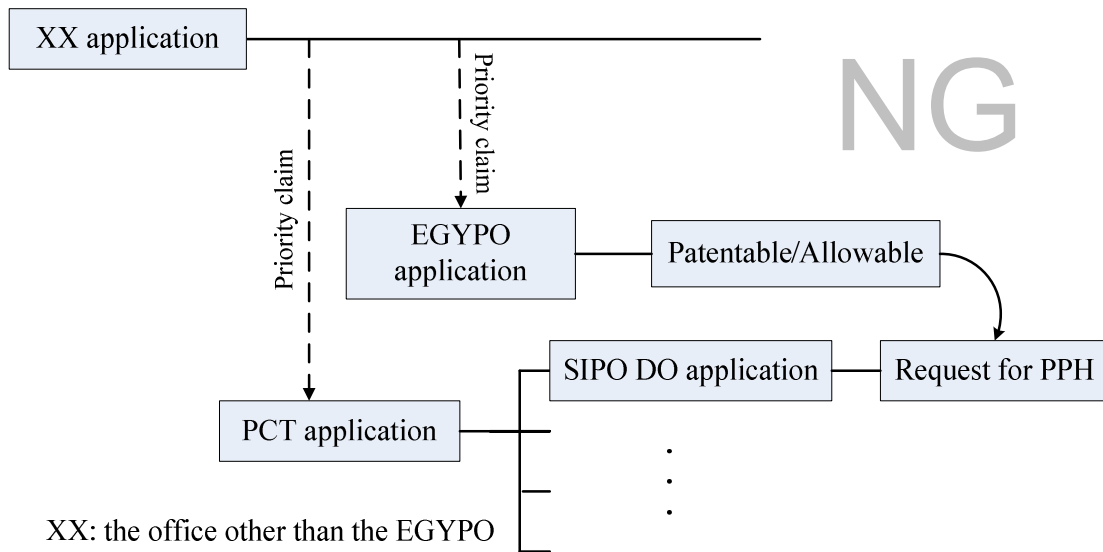 XX application
NG
Priority claim
Priority claim
EGYPO
application
Patentable/Allowable
SIPO DO application
Request for PPH
PCT application
XX: the office other than the EGYPO